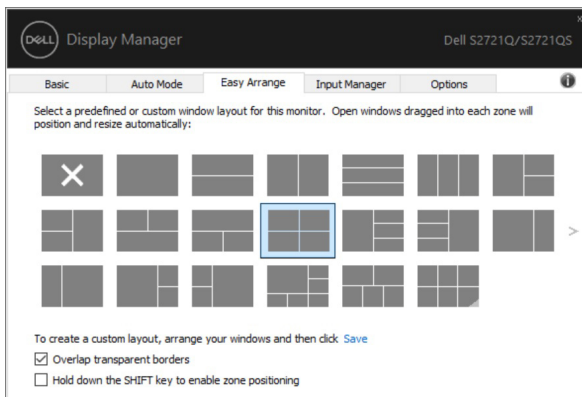 DELL Display Manager
Dell S2721Q/S2721QS
x
Basic Auto Mode Easy Arrange Input Manager Options
Select a predefined or custom window layout for this monitor. Open windows dragged into each zone will
position and resize automatically:
To create a custom layout, arrange your windows and then click Save
Overlap transparent borders
Hold down the SHIFT key to enable zone positioning